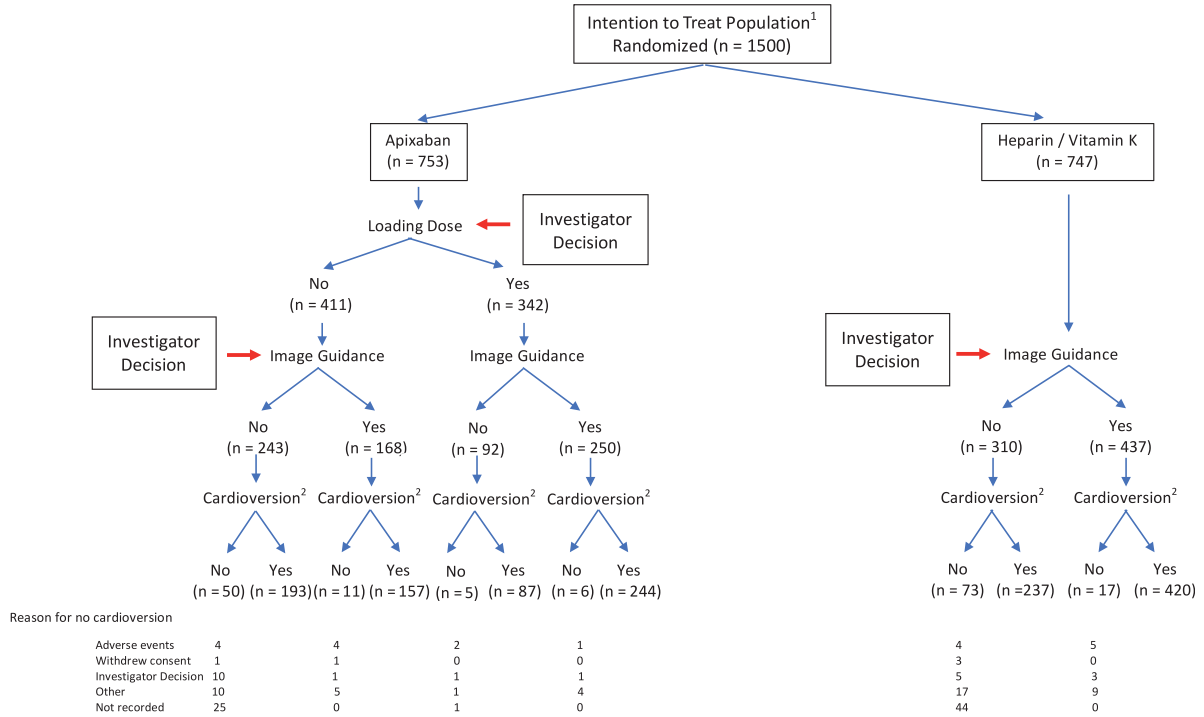 Intention to Treat Population1
Randomized (n = 1500)
Apixaban
(n = 753)
Heparin / Vitamin K
(n = 747)
Loading Dose
Investigator
Decision
No
(n = 411)
Yes
(n = 342)
Investigator
Decision
Image Guidance
Image Guidance
Investigator
Decision
Image Guidance
No
(n = 243)
Yes
(n = 168)
No
(n = 92)
Yes
(n = 250)
No
(n = 310)
Yes
(n = 437)
Cardioversion2 Cardioversion2 Cardioversion2 Cardioversion2 Cardioversion2 Cardioversion2
No Yes No Yes No Yes No Yes No Yes No Yes
(n = 50) (n = 193) (n = 11) (n = 157) (n = 5) (n = 87) (n = 6) (n = 244) (n = 73) (n =237) (n = 17) (n = 420)
Reason for no cardioversion
Adverse events 4 4 2 1 4 5
Withdrew consent 1 1 0 0 3 0
Investigator Decision 10 1 1 1 5 3
Other 10 5 1 4 17 9
Not recorded 25 0 1 0 44 0